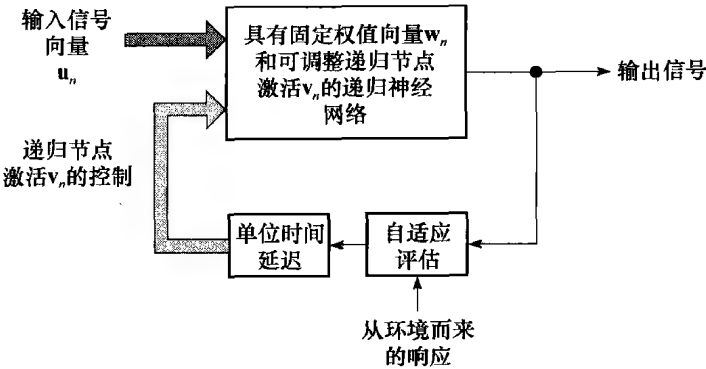 输入信号
向量
uₙ
具有固定权值向量wₙ
和可调整递归节点
激活vₙ的递归神经
网络
输出信号
递归节点
激活vₙ的控制
单位时间
延迟
自适应
评估
从环境而来
的响应